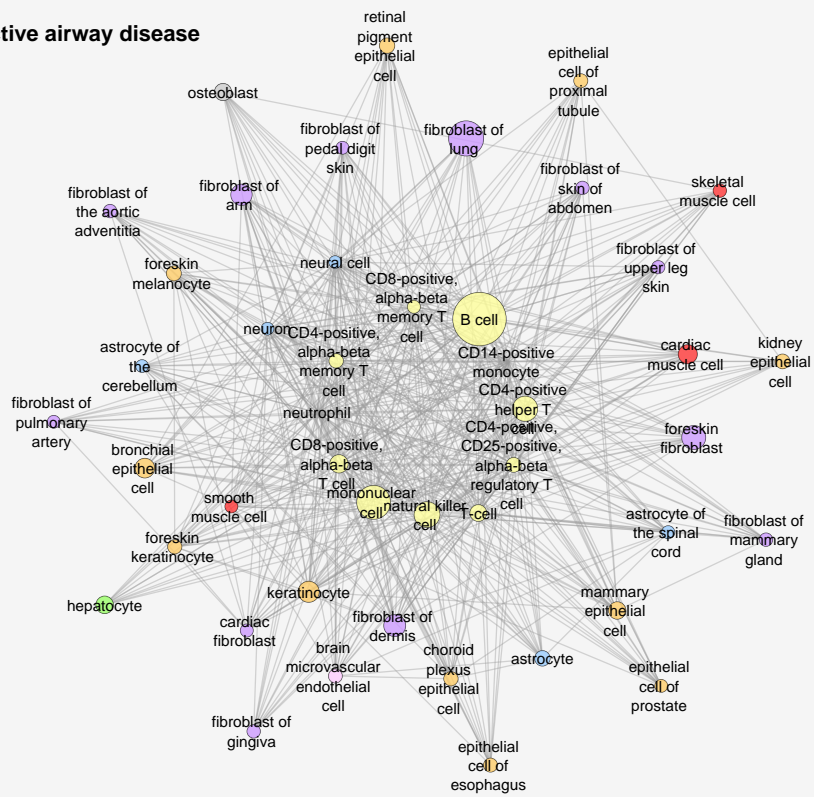 tive airway disease
retinal
pigment
epithelial
cell
epithelial
cell of
proximal
tubule
osteoblast
fibroblast of
pedal digit
skin
fibroblast of
lung
fibroblast of
skin of
abdomen
skeletal
muscle cell
fibroblast of
the aortic
adventitia
fibroblast of
arm
fibroblast of
upper leg
skin
foreskin
melanocyte
neural cell
CD8-positive,
alpha-beta
memory T
cell
B cell
neuron
CD4-positive,
alpha-beta
memory T
cell
CD14-positive
monocyte
cardiac
muscle cell
kidney
epithelial
cell
astrocyte of
the
cerebellum
CD4-positive
helper T
cell
fibroblast of
pulmonary
artery
neutrophil
CD4-positive,
CD25-positive,
alpha-beta
regulatory T
cell
foreskin
fibroblast
bronchial
epithelial
cell
CD8-positive,
alpha-beta
T cell
smooth
muscle cell
mononuclear
cell
natural killer
cell
T-cell
astrocyte of
the spinal
cord
fibroblast of
mammary
gland
foreskin
keratinocyte
hepatocyte
keratinocyte
mammary
epithelial
cell
cardiac
fibroblast
fibroblast of
dermis
brain
microvascular
endothelial
cell
choroid
plexus
epithelial
cell
astrocyte
epithelial
cell of
prostate
fibroblast of
gingiva
epithelial
cell of
esophagus